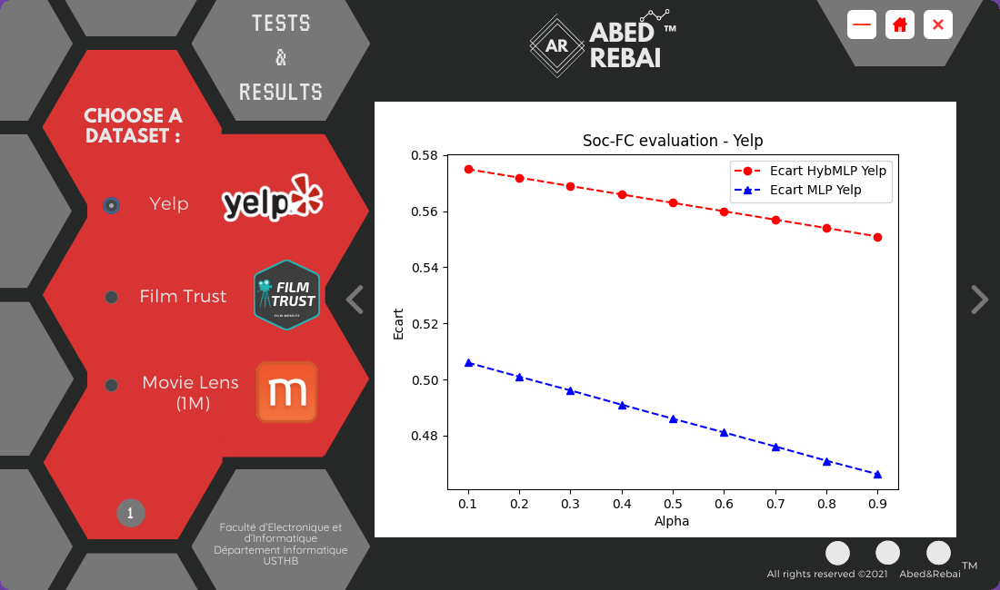 TESTS
&
RESULTS
AR
ABED ™
REBAI
CHOOSE A
DATASET :
Yelp
yelp
Film Trust
FILM
TRUST
FILM WEBSITE
Movie Lens
(1M)
m
1
Faculté d'Electronique et
d'Informatique
Département Informatique
USTHB
Soc-FC evaluation - Yelp
Ecart HybMLP Yelp
Ecart MLP Yelp
0.58
0.56
0.54
0.52
0.50
0.48
Ecart
0.1 0.2 0.3 0.4 0.5 0.6 0.7 0.8 0.9
Alpha
All rights reserved ©2021 Abed&Rebai TM